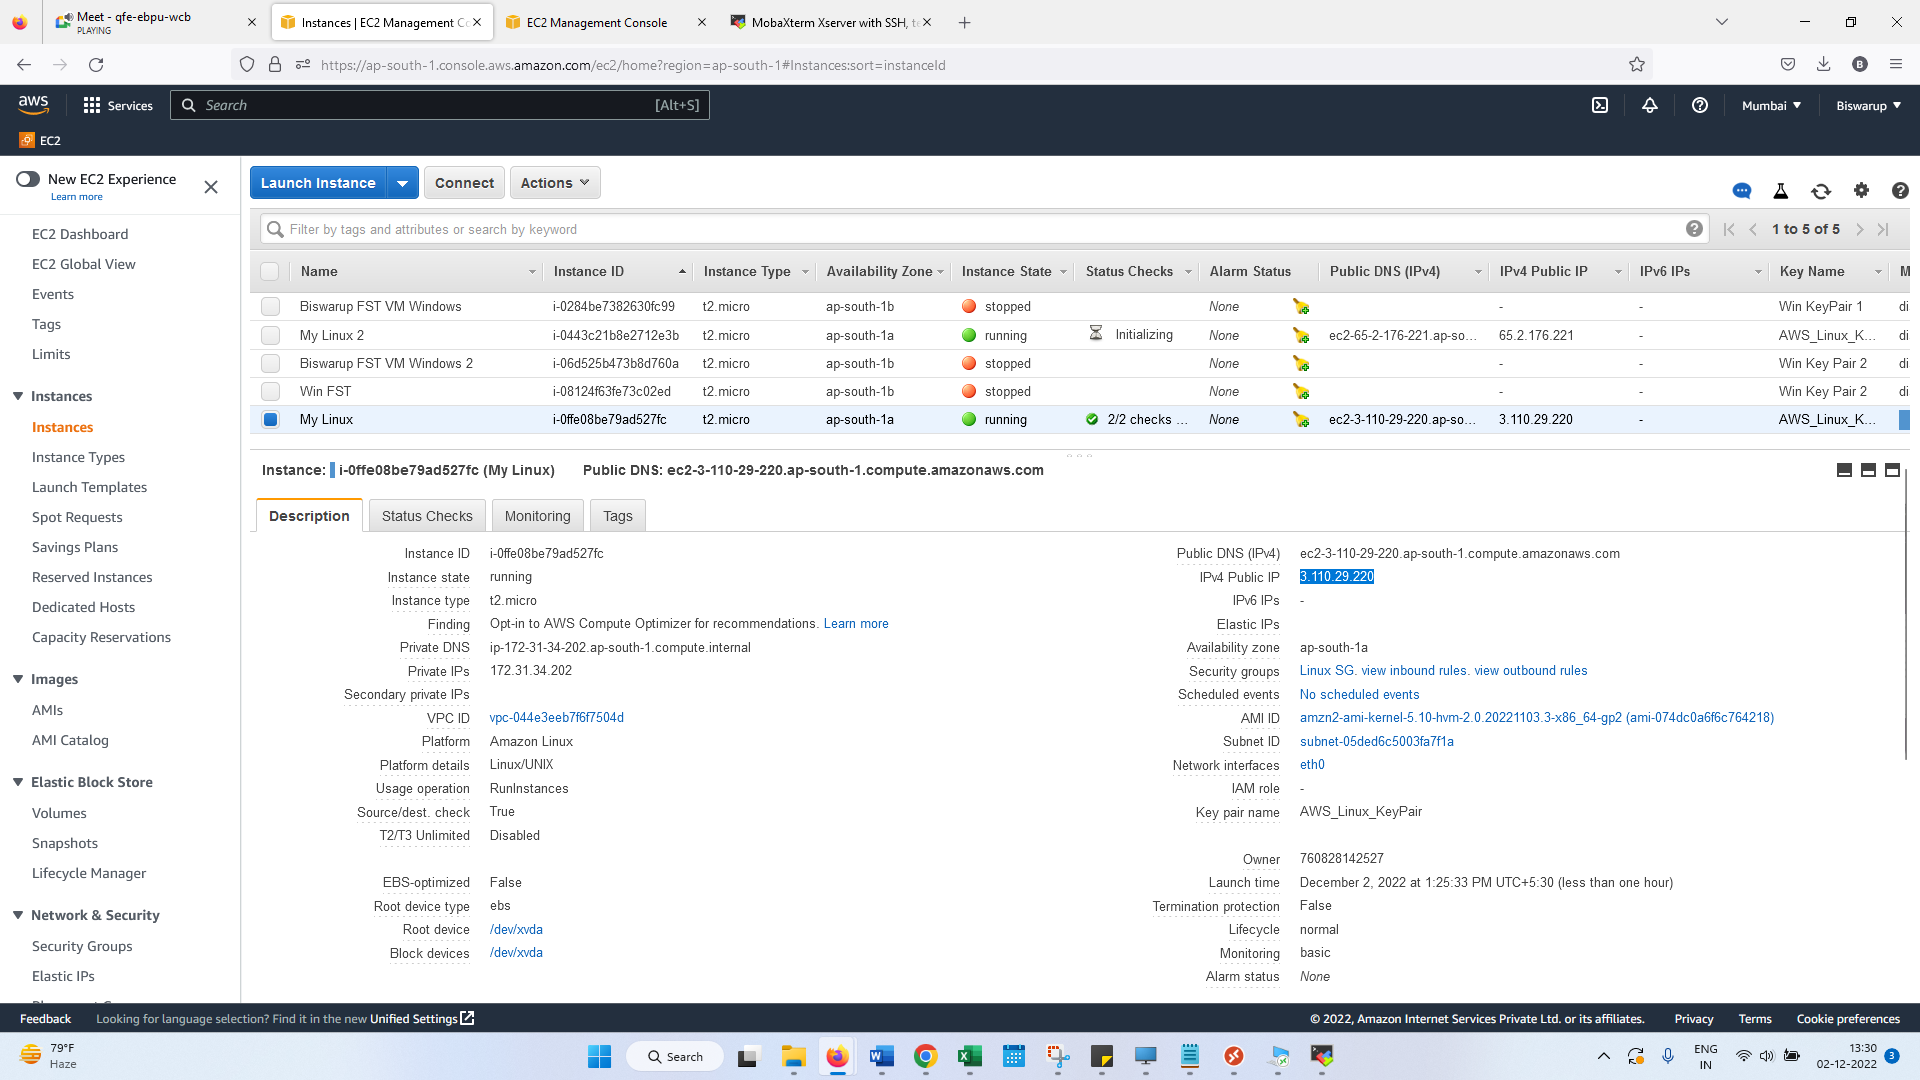 Meet - qfe-ebpu-wcb
PLAYING
Instances | EC2 Management Co
EC2 Management Console
MobaXterm Xserver with SSH, te
https://ap-south-1.console.aws.amazon.com/ec2/home?region=ap-south-1#Instances:sort=instanceId
B
aws
Services
Search
[Alt+S]
Mumbai
Biswarup
EC2
New EC2 Experience
Learn more
EC2 Dashboard
EC2 Global View
Events
Tags
Limits
Instances
Instances
Instance Types
Launch Templates
Spot Requests
Savings Plans
Reserved Instances
Dedicated Hosts
Capacity Reservations
Images
AMIs
AMI Catalog
Elastic Block Store
Volumes
Snapshots
Lifecycle Manager
Network & Security
Security Groups
Elastic IPs
Launch Instance
Connect
Actions
Filter by tags and attributes or search by keyword
1 to 5 of 5
Name Instance ID Instance Type Availability Zone Instance State Status Checks Alarm Status Public DNS (IPv4) IPv4 Public IP IPv6 IPs Key Name M
Biswarup FST VM Windows i-0284be7382630fc99 t2.micro ap-south-1b stopped None - - Win KeyPair 1 di
My Linux 2 i-0443c21b8e2712e3b t2.micro ap-south-1a running Initializing None ec2-65-2-176-221.ap-so... 65.2.176.221 - AWS_Linux_K... di
Biswarup FST VM Windows 2 i-06d525b473b8d760a t2.micro ap-south-1b stopped None - - Win Key Pair 2 di
Win FST i-08124f63fe73c02ed t2.micro ap-south-1b stopped None - - Win Key Pair 2 di
My Linux i-0ffe08be79ad527fc t2.micro ap-south-1a running 2/2 checks ... None ec2-3-110-29-220.ap-so... 3.110.29.220 - AWS_Linux_K...
Instance: i-0ffe08be79ad527fc (My Linux) Public DNS: ec2-3-110-29-220.ap-south-1.compute.amazonaws.com
Description
Status Checks
Monitoring
Tags
Instance ID i-0ffe08be79ad527fc
Instance state running
Instance type t2.micro
Finding Opt-in to AWS Compute Optimizer for recommendations. Learn more
Private DNS ip-172-31-34-202.ap-south-1.compute.internal
Private IPs 172.31.34.202
Secondary private IPs
VPC ID vpc-044e3eeb7f6f7504d
Platform Amazon Linux
Platform details Linux/UNIX
Usage operation RunInstances
Source/dest. check True
T2/T3 Unlimited Disabled
EBS-optimized False
Root device type ebs
Root device /dev/xvda
Block devices /dev/xvda
Public DNS (IPv4) ec2-3-110-29-220.ap-south-1.compute.amazonaws.com
IPv4 Public IP 3.110.29.220
IPv6 IPs -
Elastic IPs
Availability zone ap-south-1a
Security groups Linux SG. view inbound rules. view outbound rules
Scheduled events No scheduled events
AMI ID amzn2-ami-kernel-5.10-hvm-2.0.20221103.3-x86_64-gp2 (ami-074dc0a6f6c764218)
Subnet ID subnet-05ded6c5003fa7f1a
Network interfaces eth0
IAM role -
Key pair name AWS_Linux_KeyPair
Owner 760828142527
Launch time December 2, 2022 at 1:25:33 PM UTC+5:30 (less than one hour)
Termination protection False
Lifecycle normal
Monitoring basic
Alarm status None
Feedback Looking for language selection? Find it in the new Unified Settings © 2022, Amazon Internet Services Private Ltd. or its affiliates. Privacy Terms Cookie preferences
79°F
Haze
Search
ENG
IN
13:30
02-12-2022
3